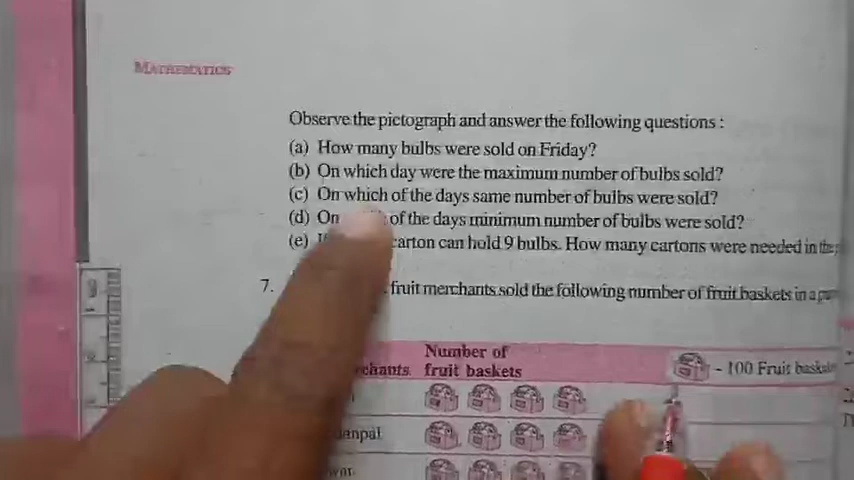 MATHEMATICS
Observe the pictograph and answer the following questions :
(a) How many bulbs were sold on Friday?
(b) On which day were the maximum number of bulbs sold?
(c) On which of the days same number of bulbs were sold?
(d) On of the days minimum number of bulbs were sold?
(e) carton can hold 9 bulbs. How many cartons were needed in the
7. fruit merchants sold the following number of fruit baskets in a
Number of
fruit baskets
- 100 Fruit